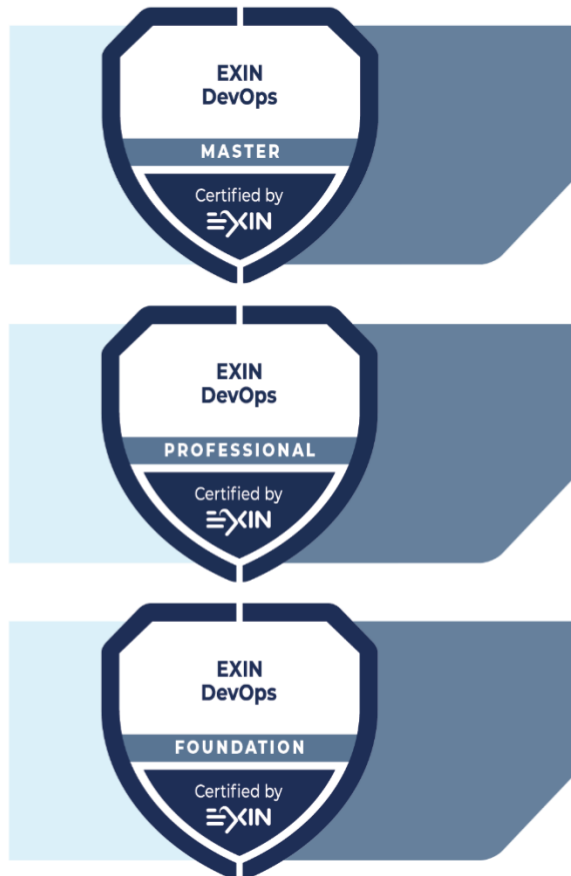 EXIN
DevOps
MASTER
Certified by
EXIN
EXIN
DevOps
PROFESSIONAL
Certified by
EXIN
EXIN
DevOps
FOUNDATION
Certified by
EXIN